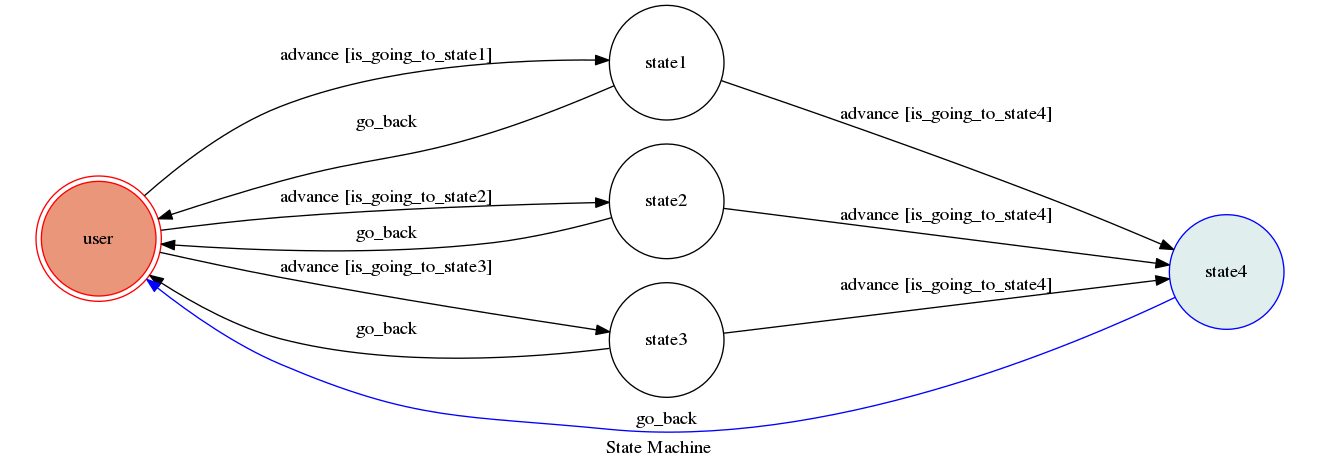 advance [is_going_to_state1]
state1
go_back
advance [is_going_to_state4]
advance [is_going_to_state2]
state2
go_back
advance [is_going_to_state4]
user
advance [is_going_to_state3]
state4
advance [is_going_to_state4]
go_back
state3
go_back
State Machine